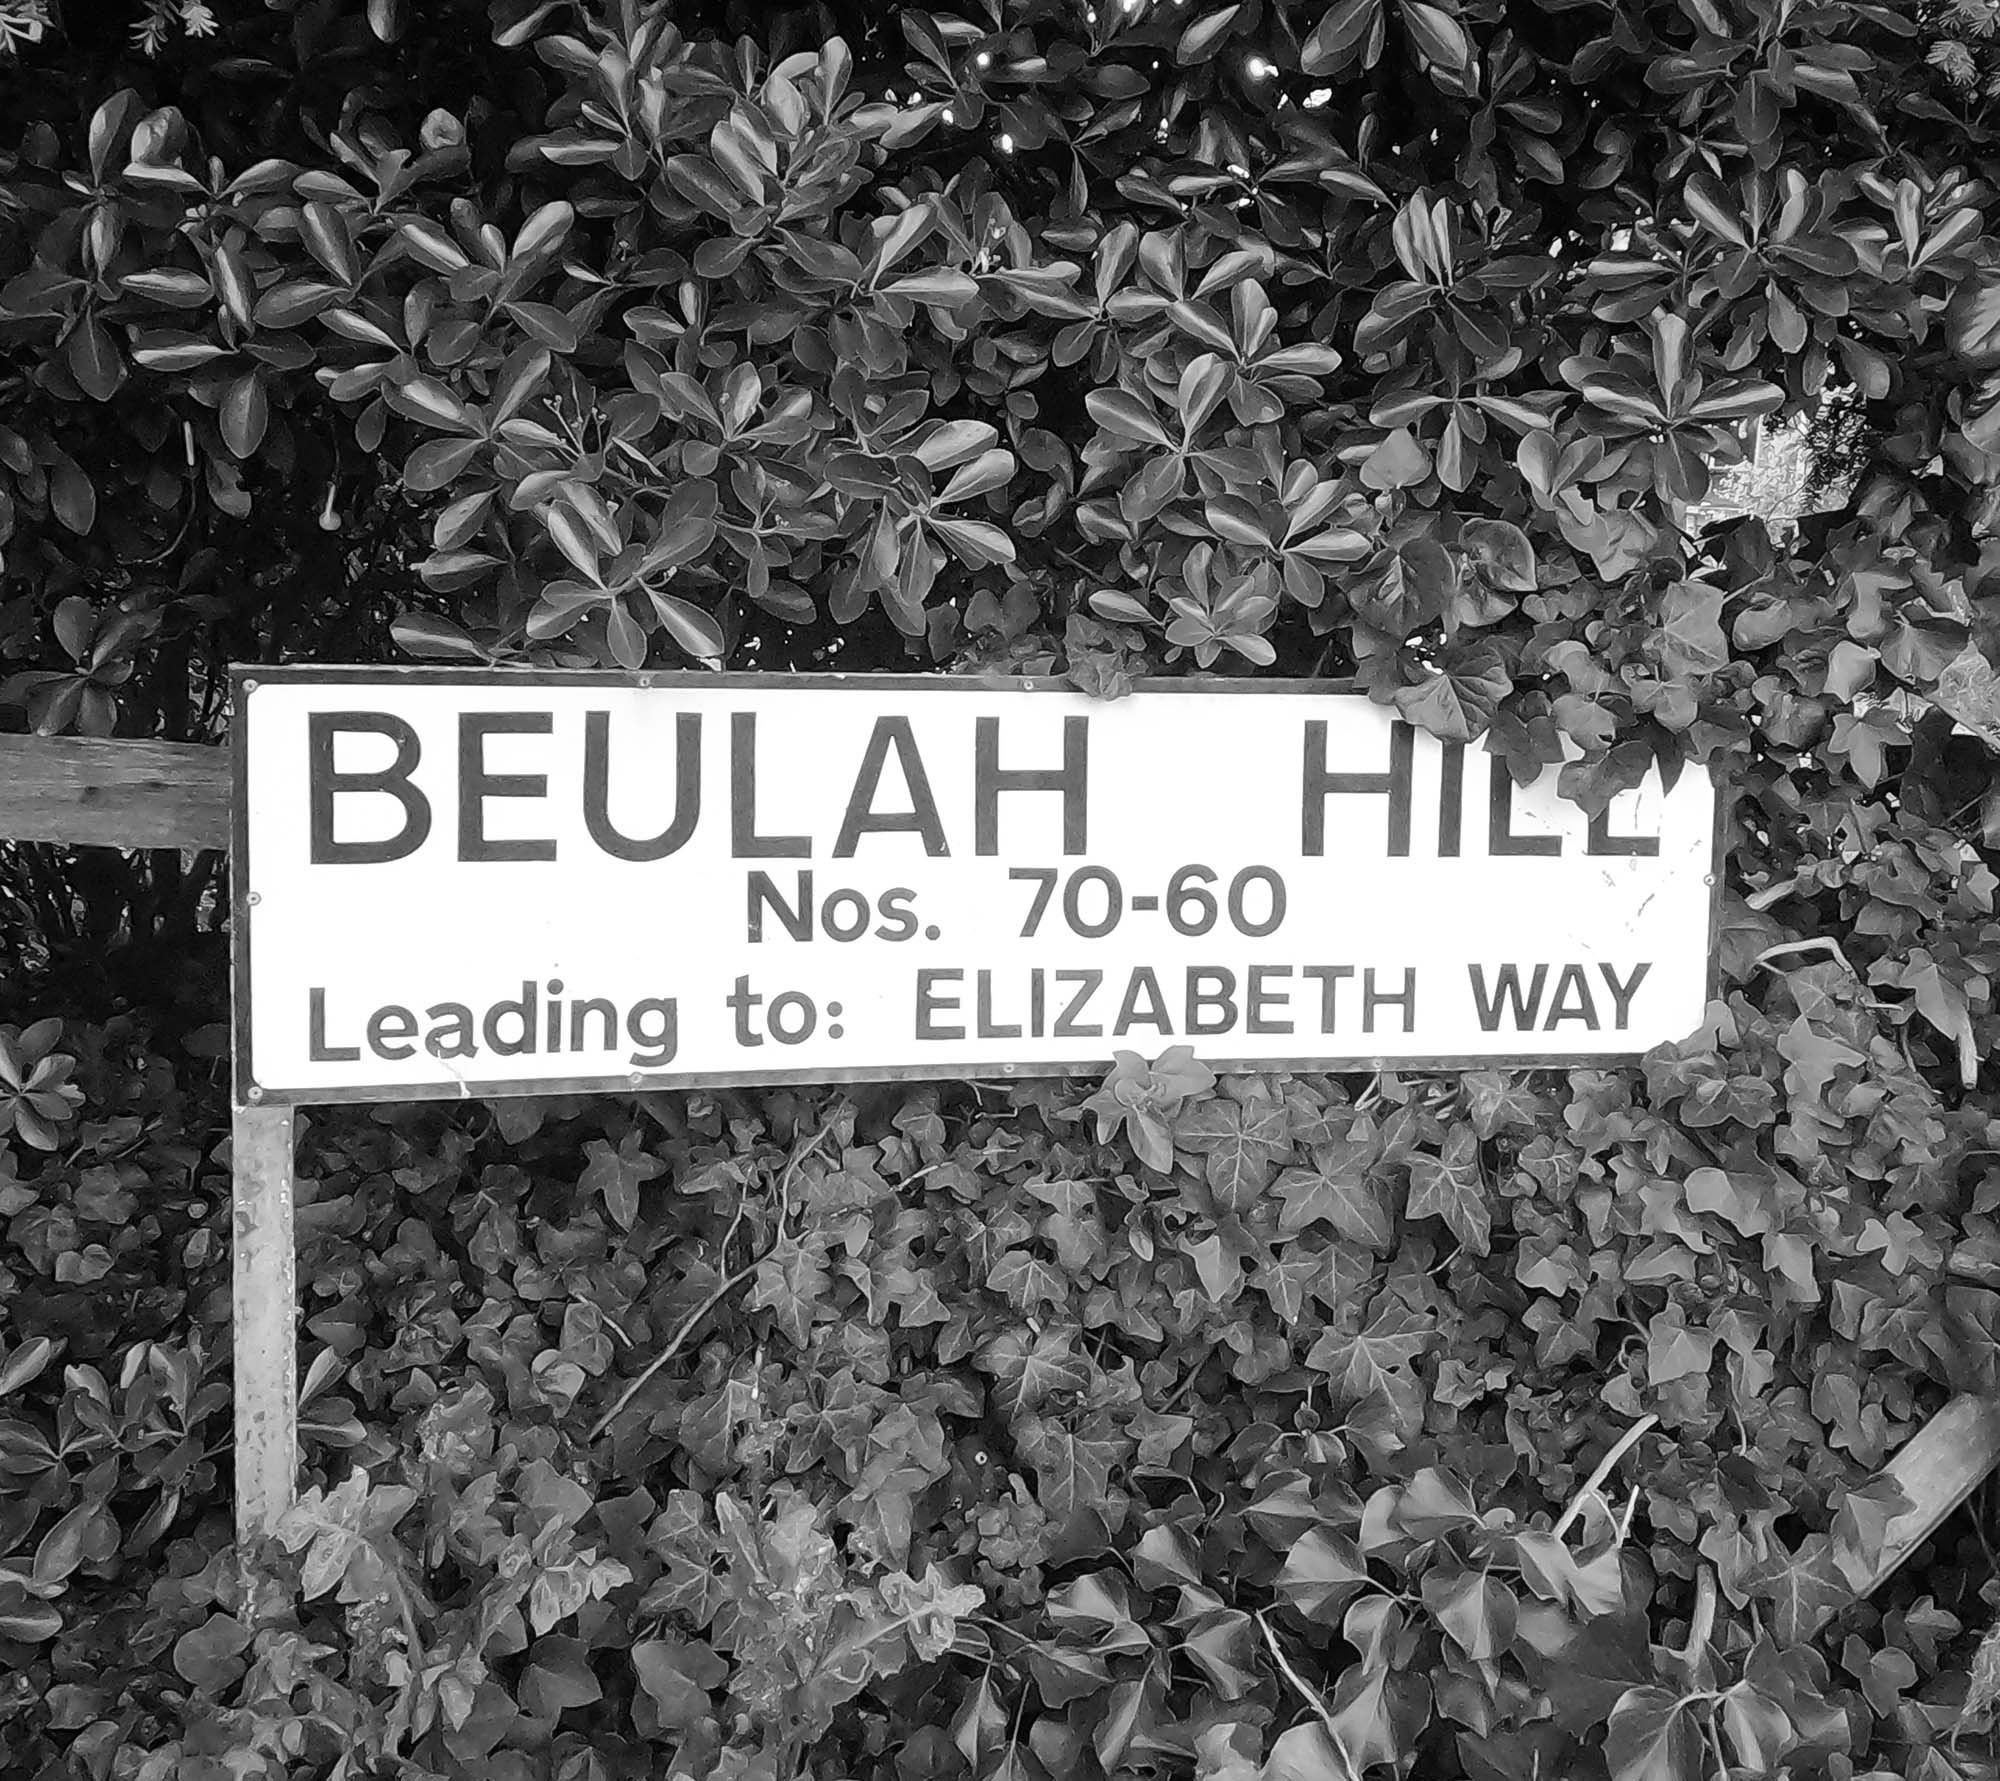 BEULAH HILL
Nos. 70-60
Leading to: ELIZABETH WAY